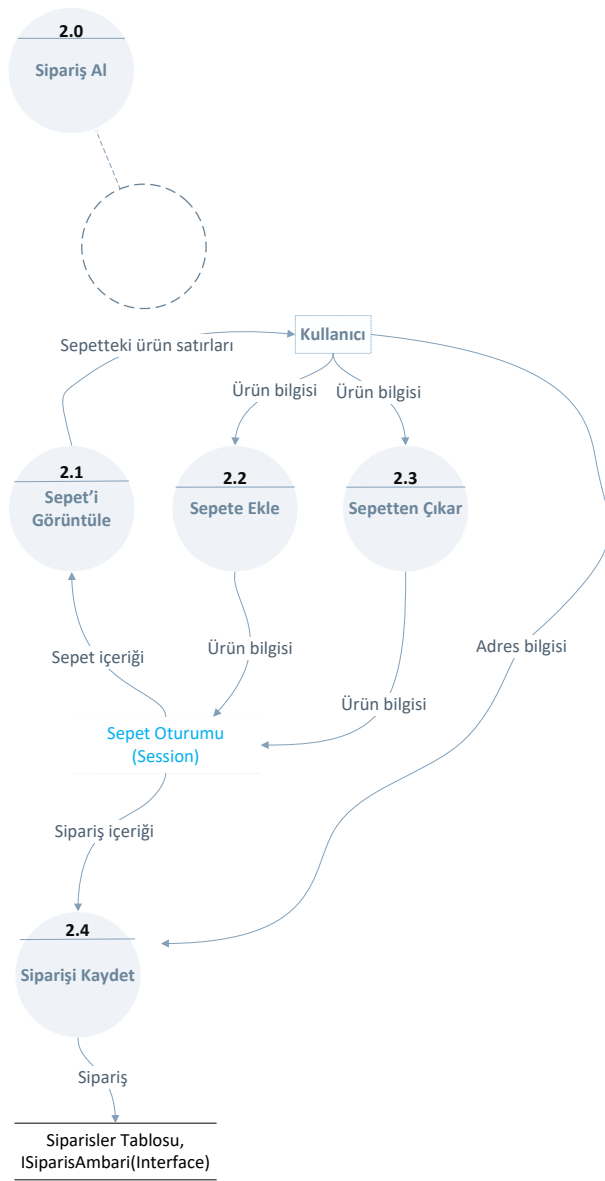 2.0
Sipariş Al
Kullanıcı
Sepetteki ürün satırları
Ürün bilgisi
Ürün bilgisi
2.1
Sepet’i
Görüntüle
2.2
Sepete Ekle
2.3
Sepetten Çıkar
Sepet içeriği
Ürün bilgisi
Adres bilgisi
Ürün bilgisi
Sepet Oturumu
(Session)
Sipariş içeriği
2.4
Siparişi Kaydet
Sipariş
Siparisler Tablosu,
ISiparisAmbari(Interface)